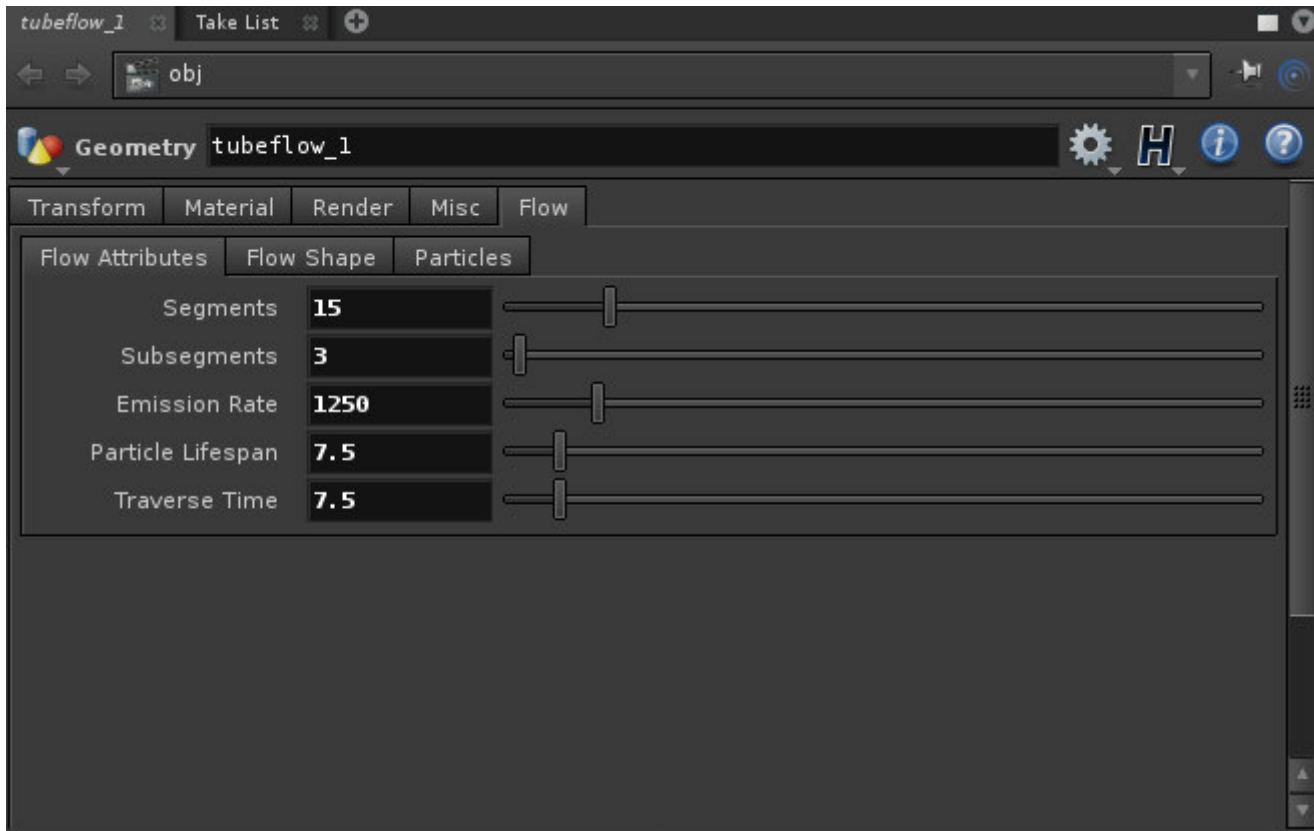 tubeflow_1 Take List
obj
Geometry tubeflow_1
Transform Material Render Misc Flow
Flow Attributes Flow Shape Particles
Segments 15
Subsegments 3
Emission Rate 1250
Particle Lifespan 7.5
Traverse Time 7.5